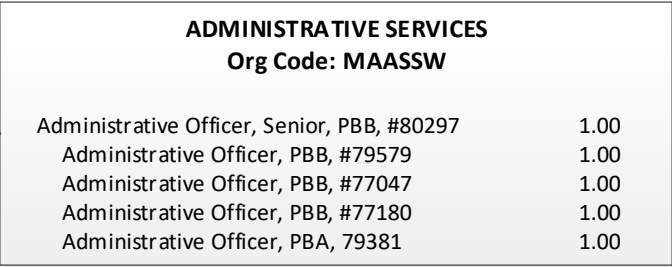 ADMINISTRATIVE SERVICES
Org Code: MAASSW
Administrative Officer, Senior, PBB, #80297 1.00
Administrative Officer, PBB, #79579 1.00
Administrative Officer, PBB, #77047 1.00
Administrative Officer, PBB, #77180 1.00
Administrative Officer, PBA, 79381 1.00